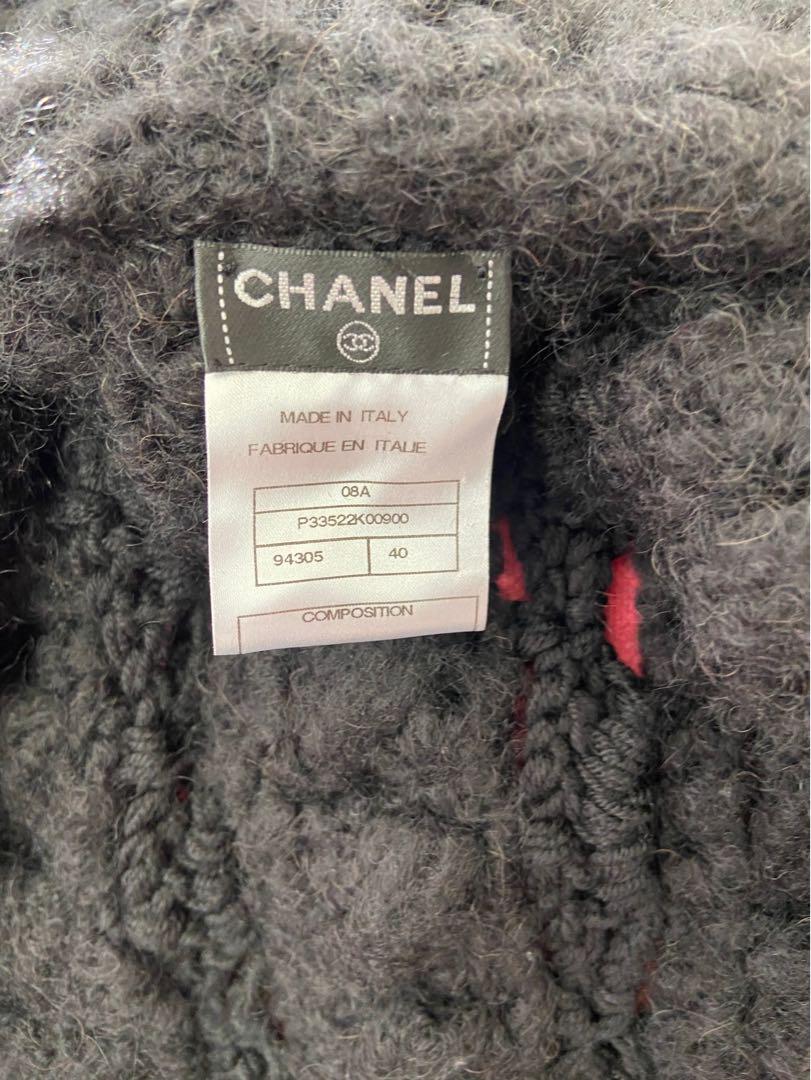 CHANEL
MADE IN ITALY
FABRIQUE EN ITALIE
08A
P33522K00900
94305 40
COMPOSITION